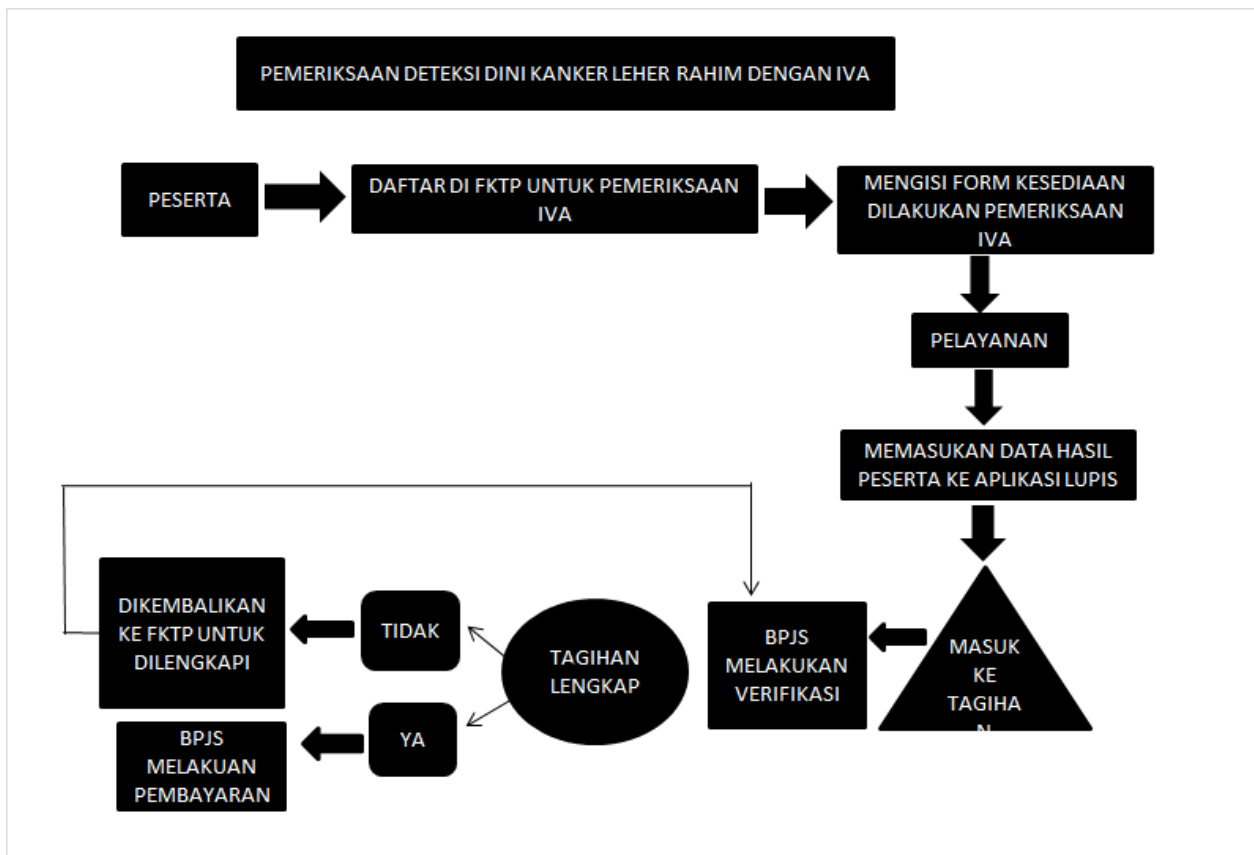 PEMERIKSAAN DETEKSI DINI KANKER LEHER RAHIM DENGAN IVA
PESERTA
DAFTAR DI FKTP UNTUK PEMERIKSAAN
IVA
MENGISI FORM KESEDIAAN
DILAKUKAN PEMERIKSAAN
IVA
PELAYANAN
MEMASUKAN DATA HASIL
PESERTA KE APLIKASI LUPIS
MASUK
KE
TAGIHA
N
BPJS
MELAKUKAN
VERIFIKASI
TAGIHAN
LENGKAP
TIDAK
DIKEMBALIKAN
KE FKTP UNTUK
DILENGKAPI
YA
BPJS
MELAKUAN
PEMBAYARAN